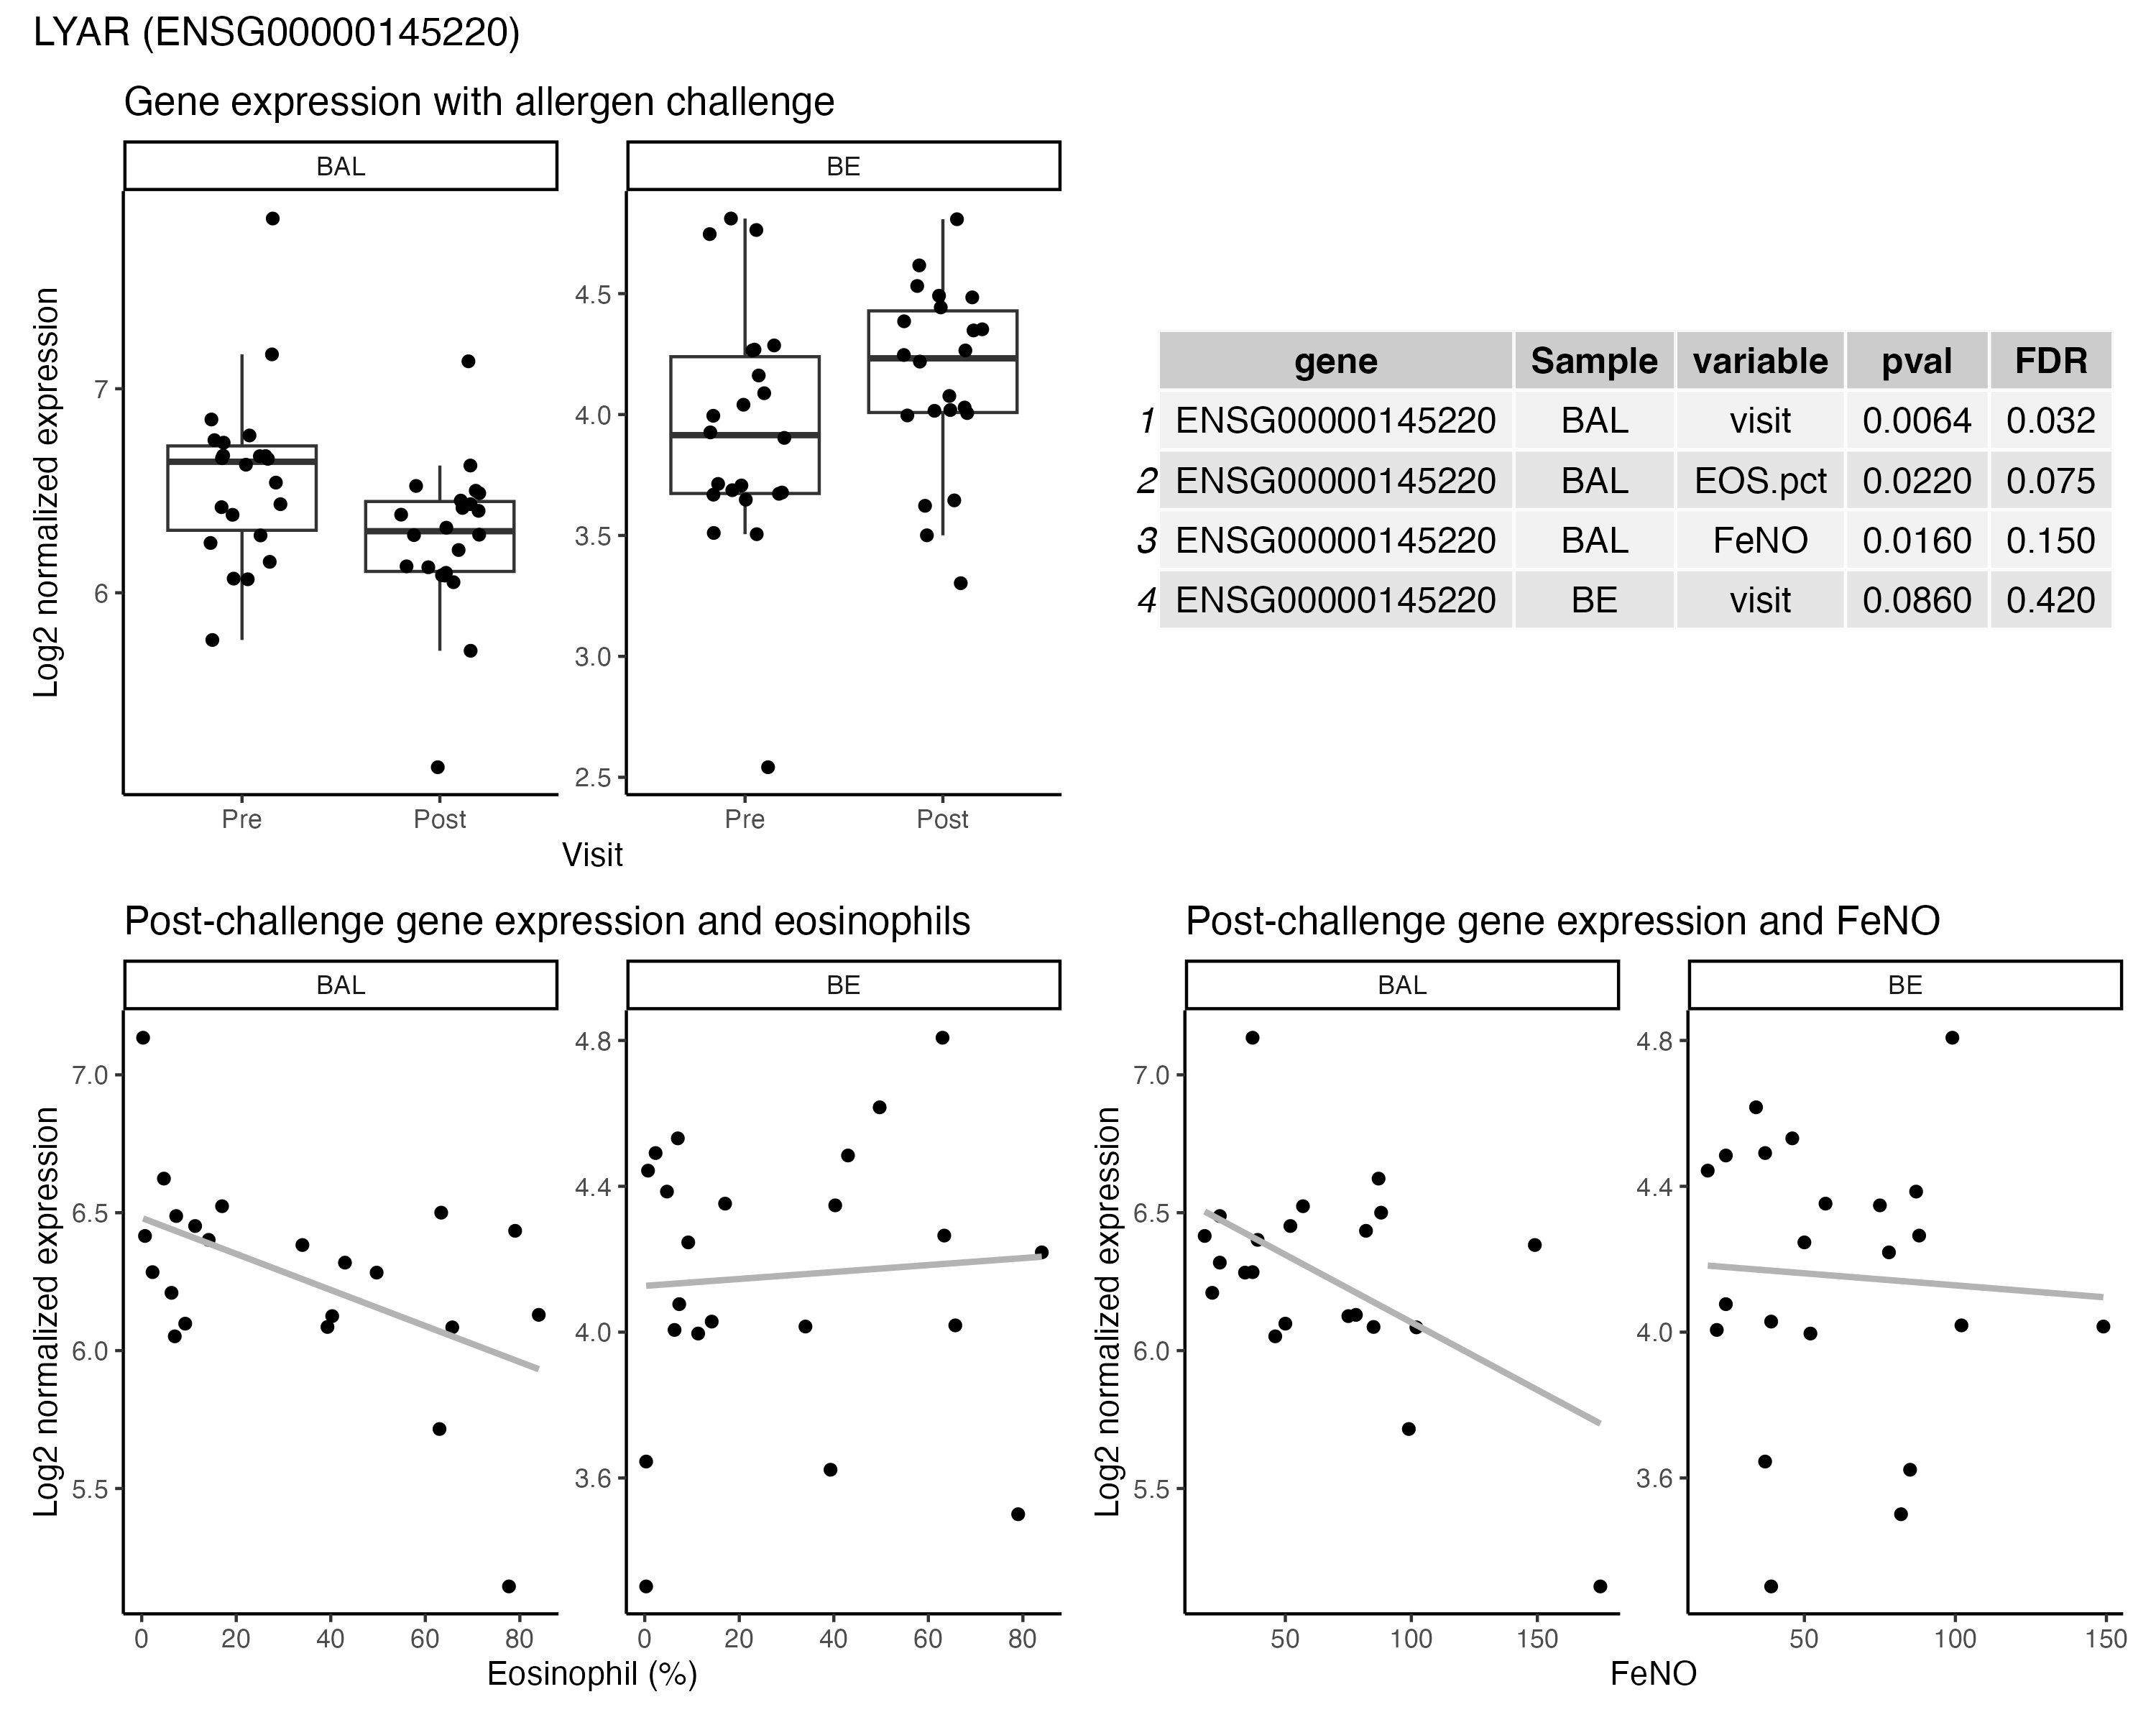 LYAR (ENSG00000145220)
Gene expression with allergen challenge
BAL
BE
Log2 normalized expression
7
6
4.5
4.0
3.5
3.0
2.5
Pre
Post
Pre
Post
Visit
gene Sample variable pval FDR
1 ENSG00000145220 BAL visit 0.0064 0.032
2 ENSG00000145220 BAL EOS.pct 0.0220 0.075
3 ENSG00000145220 BAL FeNO 0.0160 0.150
4 ENSG00000145220 BE visit 0.0860 0.420
Post-challenge gene expression and eosinophils
BAL
BE
Log2 normalized expression
7.0
6.5
6.0
5.5
4.8
4.4
4.0
3.6
0 20 40 60 80
0 20 40 60 80
Eosinophil (%)
Post-challenge gene expression and FeNO
BAL
BE
Log2 normalized expression
7.0
6.5
6.0
5.5
4.8
4.4
4.0
3.6
50 100 150
50 100 150
FeNO